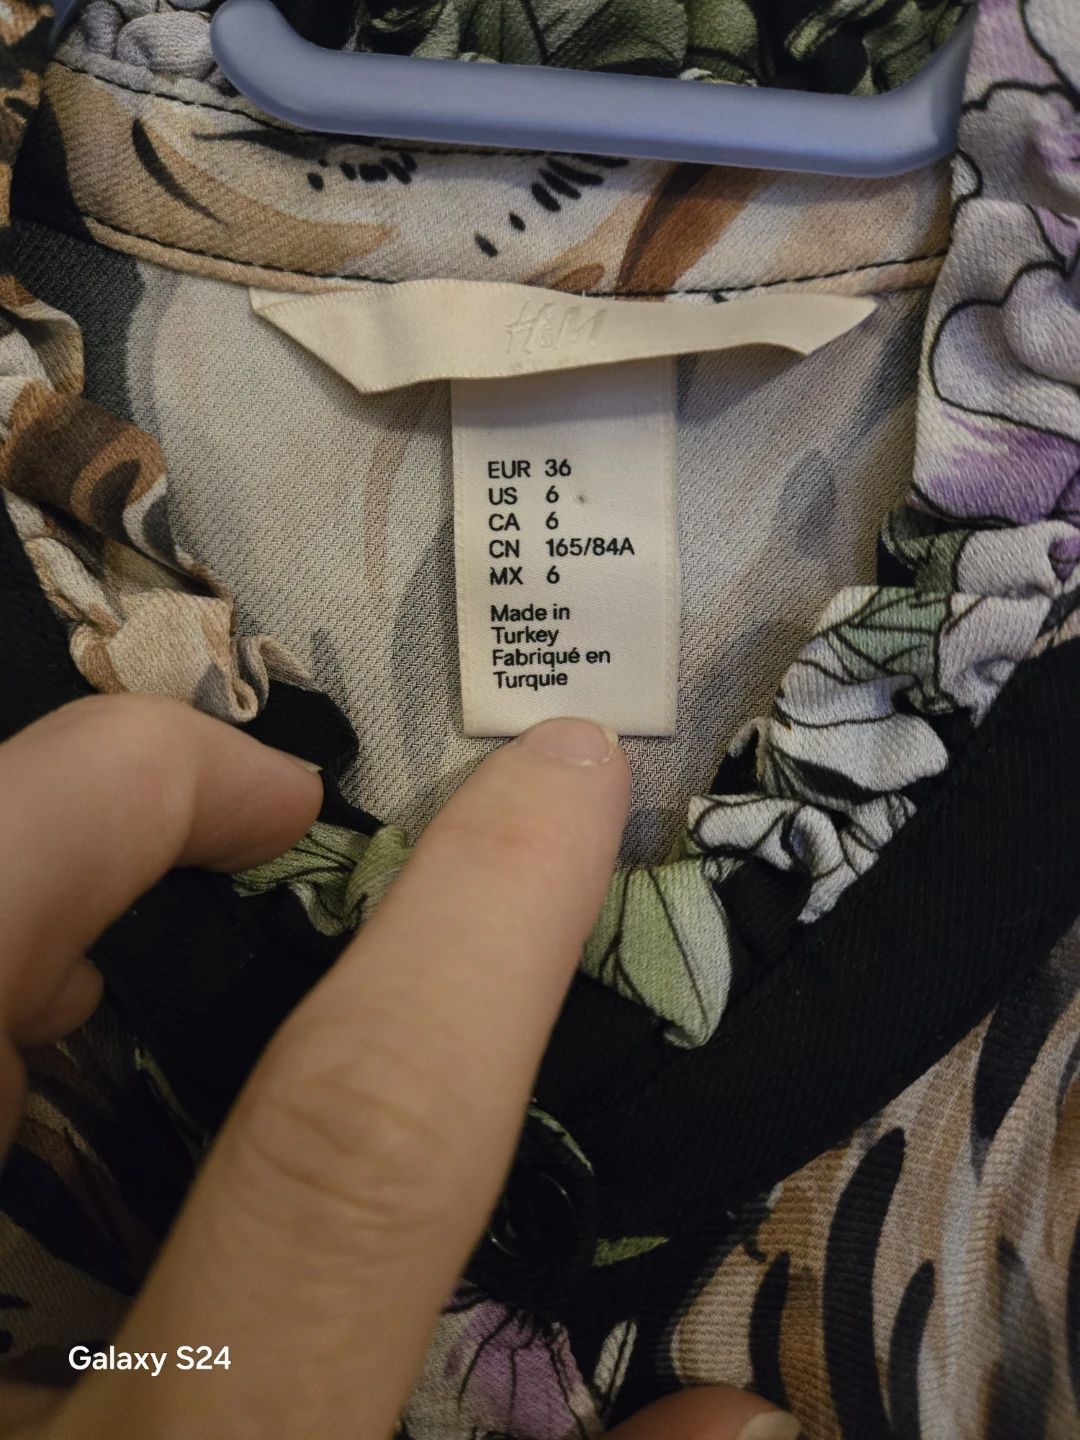 H&M
EUR 36
US 6
CA 6
CN 165/84A
MX 6
Made in
Turkey
Fabriqué en
Turquie
Galaxy S24